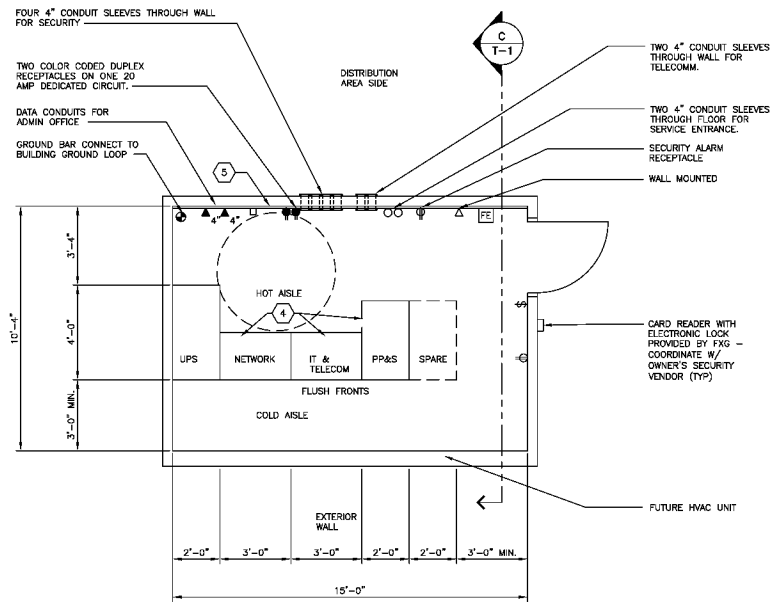 FOUR 4" CONDUIT SLEEVES THROUGH WALL
FOR SECURITY
TWO COLOR CODED DUPLEX
RECEPTACLES ON ONE 20
AMP DEDICATED CIRCUIT.
DATA CONDUITS FOR
ADMIN OFFICE
GROUND BAR CONNECT TO
BUILDING GROUND LOOP
DISTRIBUTION
AREA SIDE
C
T-1
TWO 4" CONDUIT SLEEVES
THROUGH WALL FOR
TELECOMM.
TWO 4" CONDUIT SLEEVES
THROUGH FLOOR FOR
SERVICE ENTRANCE.
SECURITY ALARM
RECEPTACLE
WALL MOUNTED
5
4" 4"
FE
3'-4"
4'-0"
3'-0" MIN.
10'-4"
HOT AISLE
4
UPS
NETWORK
IT &
TELECOM
PP&S
SPARE
FLUSH FRONTS
COLD AISLE
$
CARD READER WITH
ELECTRONIC LOCK
PROVIDED BY FXG –
COORDINATE W/
OWNER'S SECURITY
VENDOR (TYP)
FUTURE HVAC UNIT
EXTERIOR
WALL
2'-0" 3'-0" 3'-0" 2'-0" 2'-0" 3'-0" MIN.
15'-0"